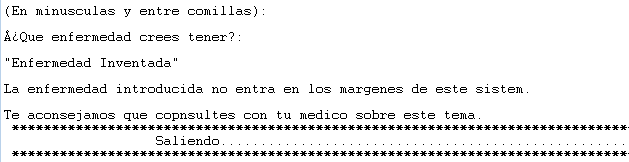 (En minusculas y entre comillas):
Â¿Que enfermedad crees tener?:
"Enfermedad Inventada"
La enfermedad introducida no entra en los margenes de este sistem.
Te aconsejamos que copnsultes con tu medico sobre este tema.
******************************************************************************
Saliendo...................................................
******************************************************************************